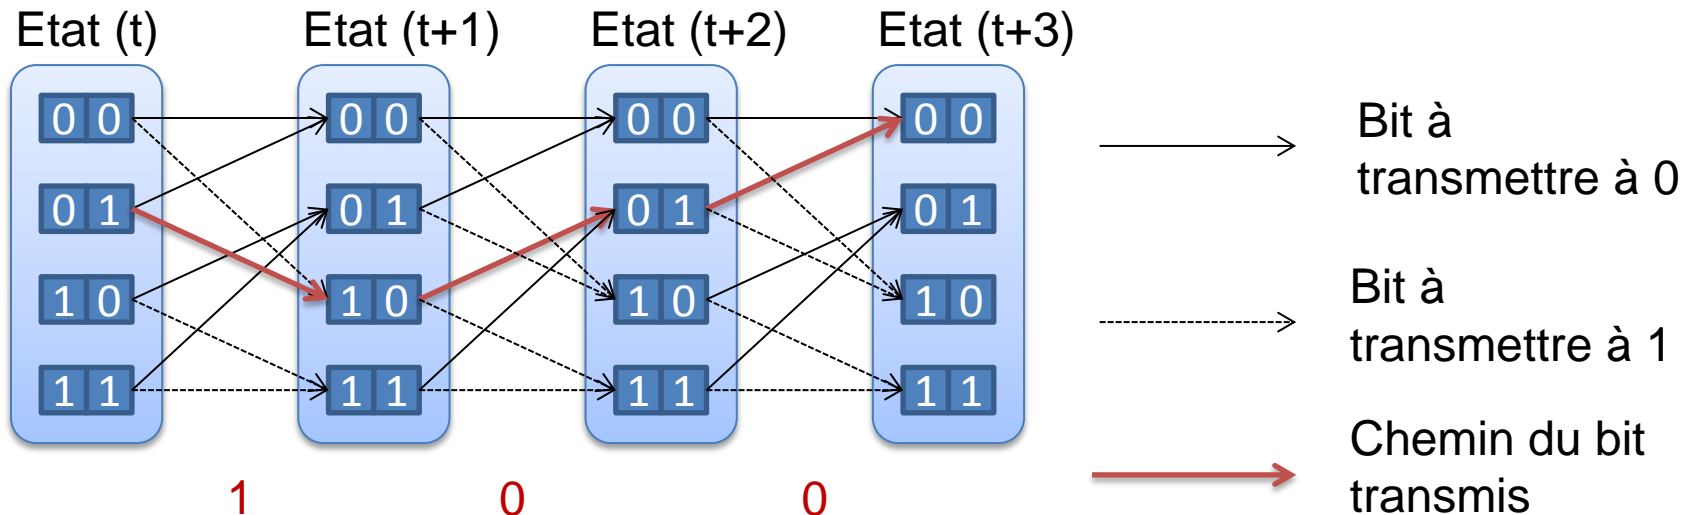 Etat (t) Etat (t+1) Etat (t+2) Etat (t+3)
0 0 0 0 0 0 0 0
0 1 0 1 0 1 0 1
1 0 1 0 1 0 1 0
1 1 1 1 1 1 1 1
1 0 0
Bit à
transmettre à 0
Bit à
transmettre à 1
Chemin du bit
transmis